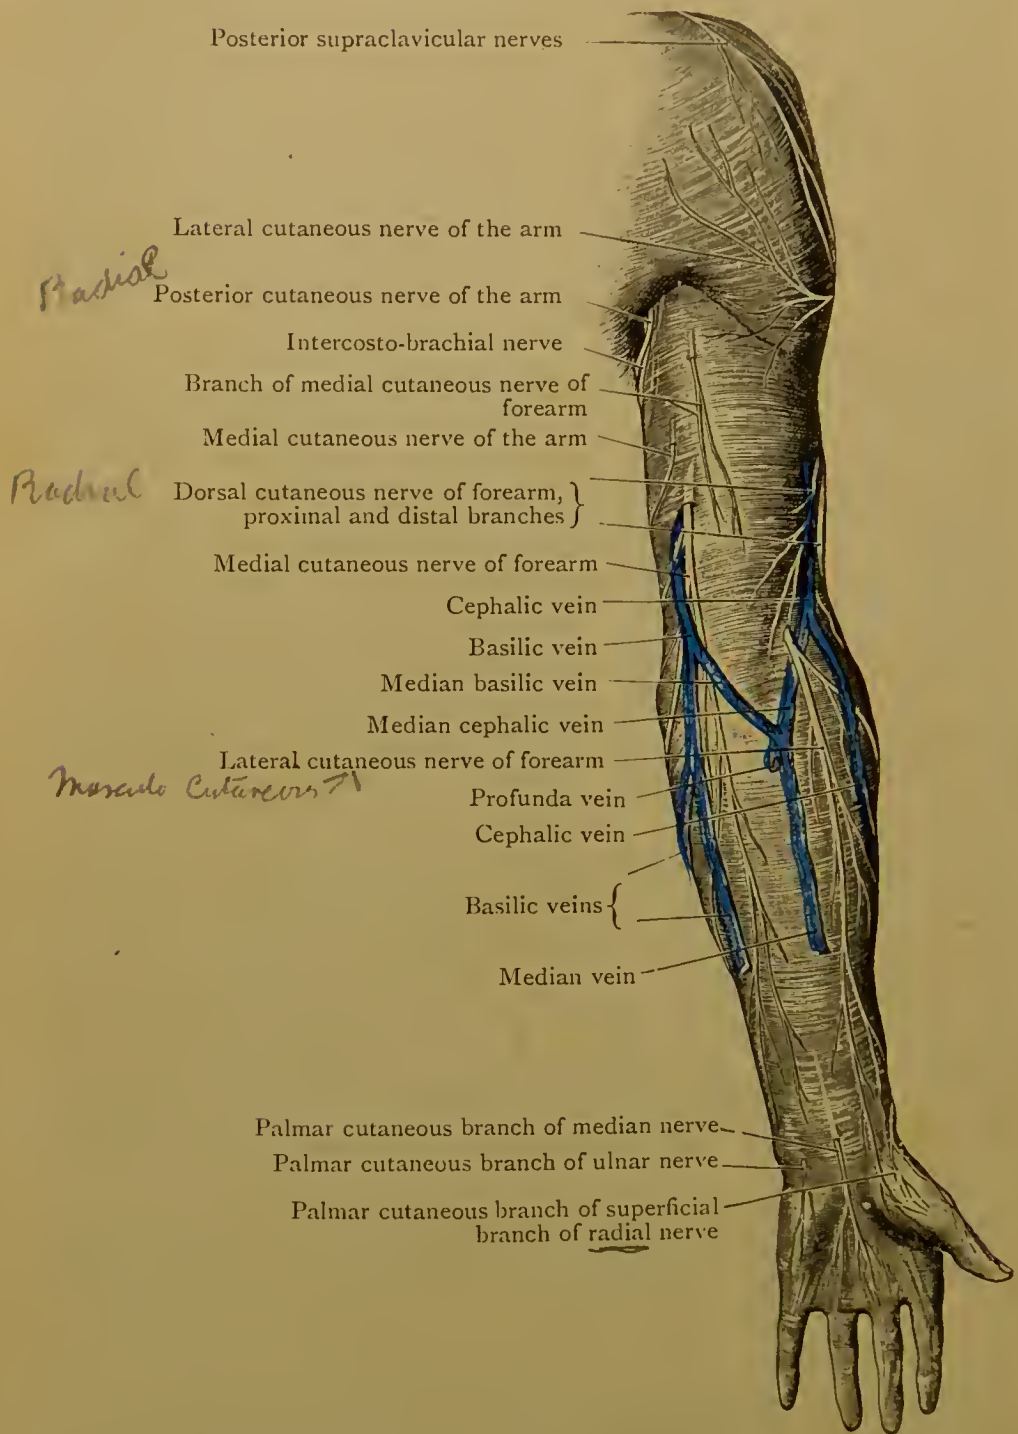 Posterior supraclavicular nerves
Lateral cutaneous nerve of the arm
Radial
Posterior cutaneous nerve of the arm
Intercosto-brachial nerve
Branch of medial cutaneous nerve of
forearm
Medial cutaneous nerve of the arm
Radial
Dorsal cutaneous nerve of forearm,
proximal and distal branches
Medial cutaneous nerve of forearm
Cephalic vein
Basilic vein
Median basilic vein
Median cephalic vein
Lateral cutaneous nerve of forearm
Musculo Cutaneous
Profunda vein
Cephalic vein
Basilic veins
Median vein
Palmar cutaneous branch of median nerve
Palmar cutaneous branch of ulnar nerve
Palmar cutaneous branch of superficial
branch of radial nerve